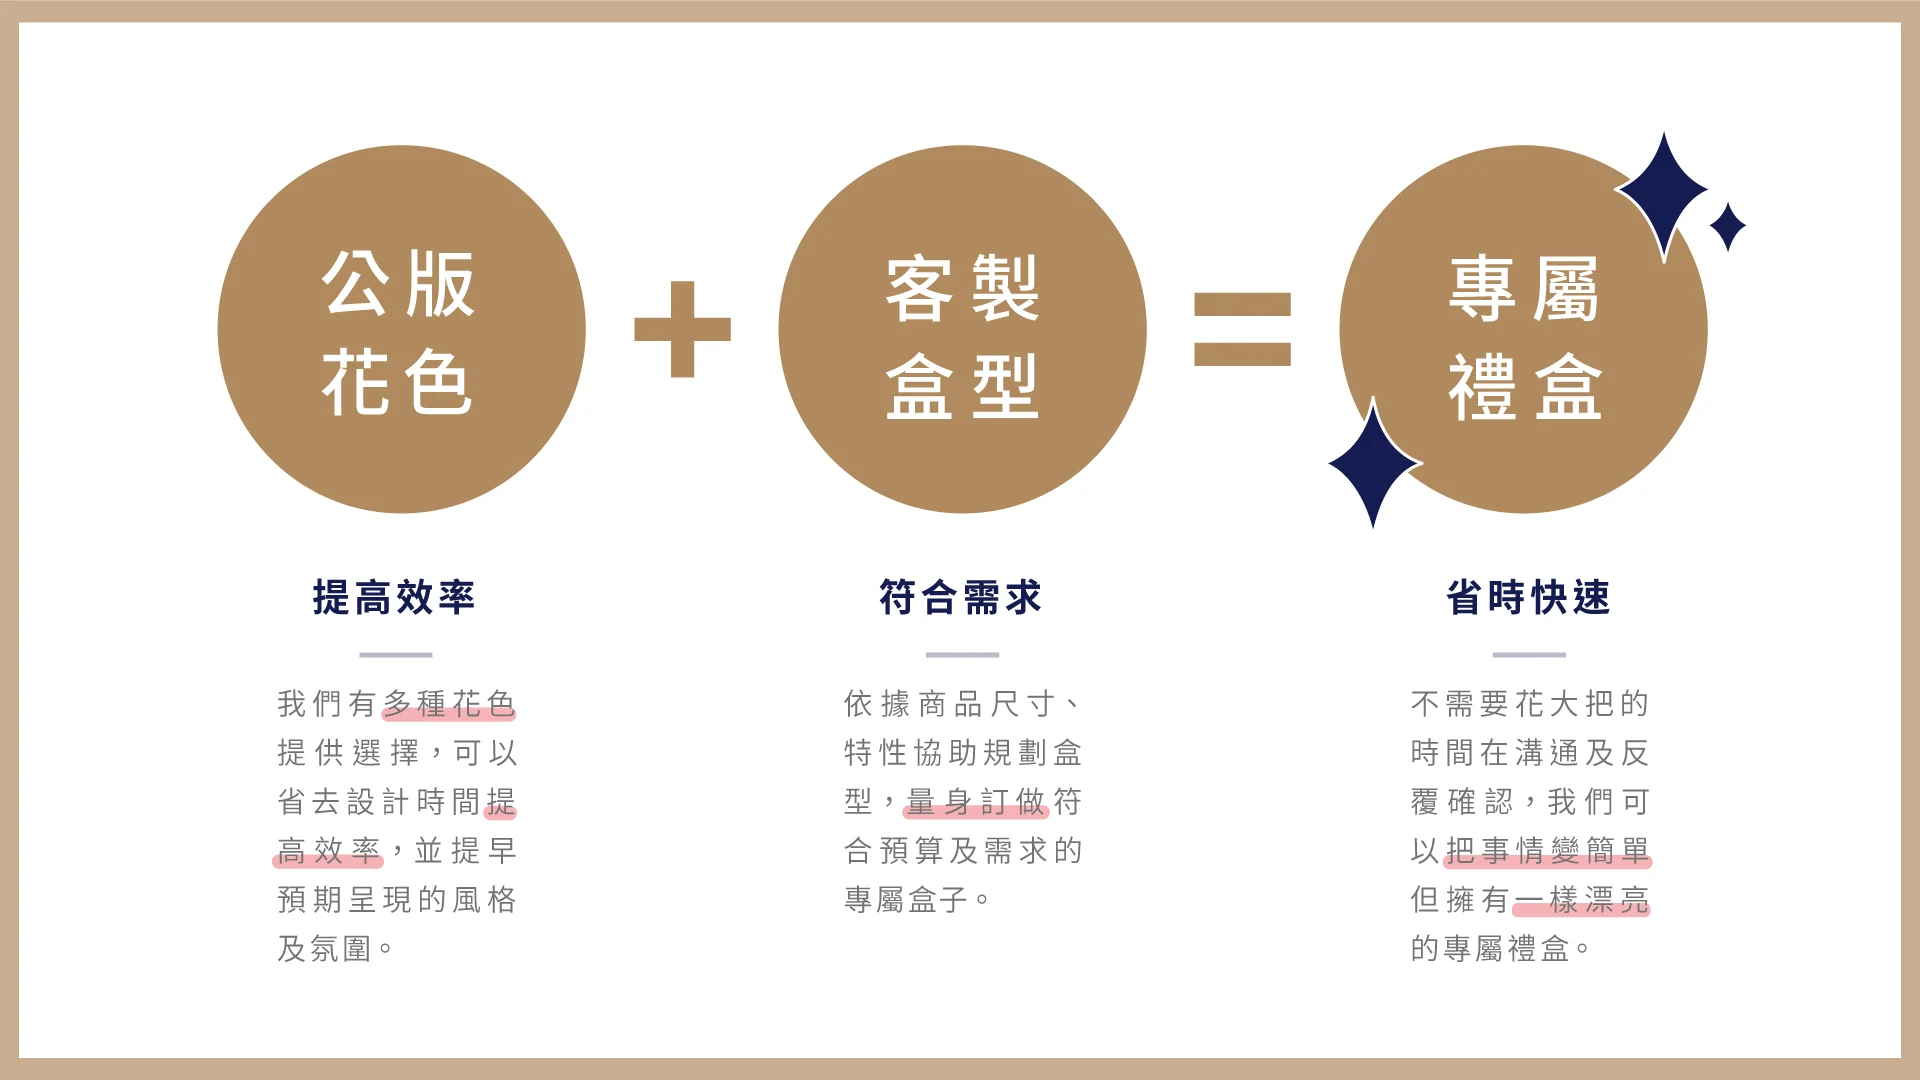 公版
花色
+
客製
盒型
=
專屬
禮盒
提高效率
我們有多種花色
提供選擇，可以
省去設計時間提
高效率，並提早
預期呈現的風格
及氛圍。
符合需求
依據商品尺寸、
特性協助規劃盒
型，量身訂做符
合預算及需求的
專屬盒子。
省時快速
不需要花大把的
時間在溝通及反
覆確認，我們可
以把事情變簡單
但擁有一樣漂亮
的專屬禮盒。